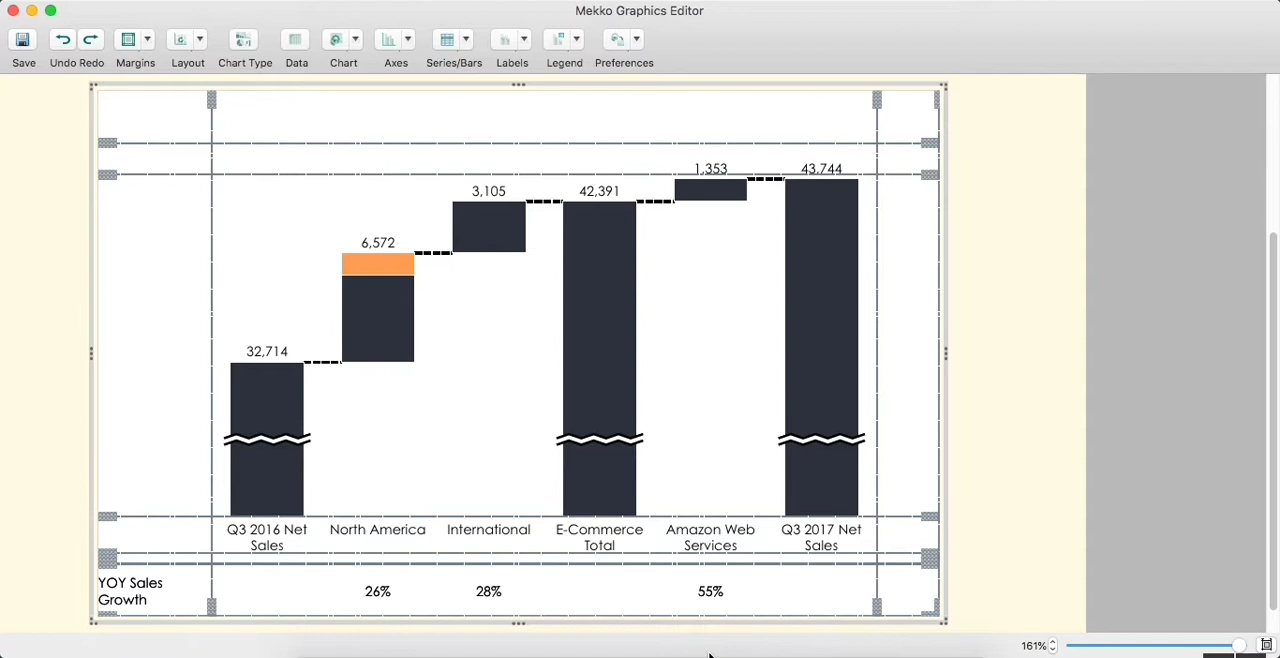 Mekko Graphics Editor
Save
Undo Redo
Margins
Layout
Chart Type
Data
Chart
Axes
Series/Bars
Labels
Legend
Preferences
1,353
43,744
3,105
42,391
6,572
32,714
Q3 2016 Net
Sales
North America
International
E-Commerce
Total
Amazon Web
Services
Q3 2017 Net
Sales
YOY Sales
Growth
26%
28%
55%
161%